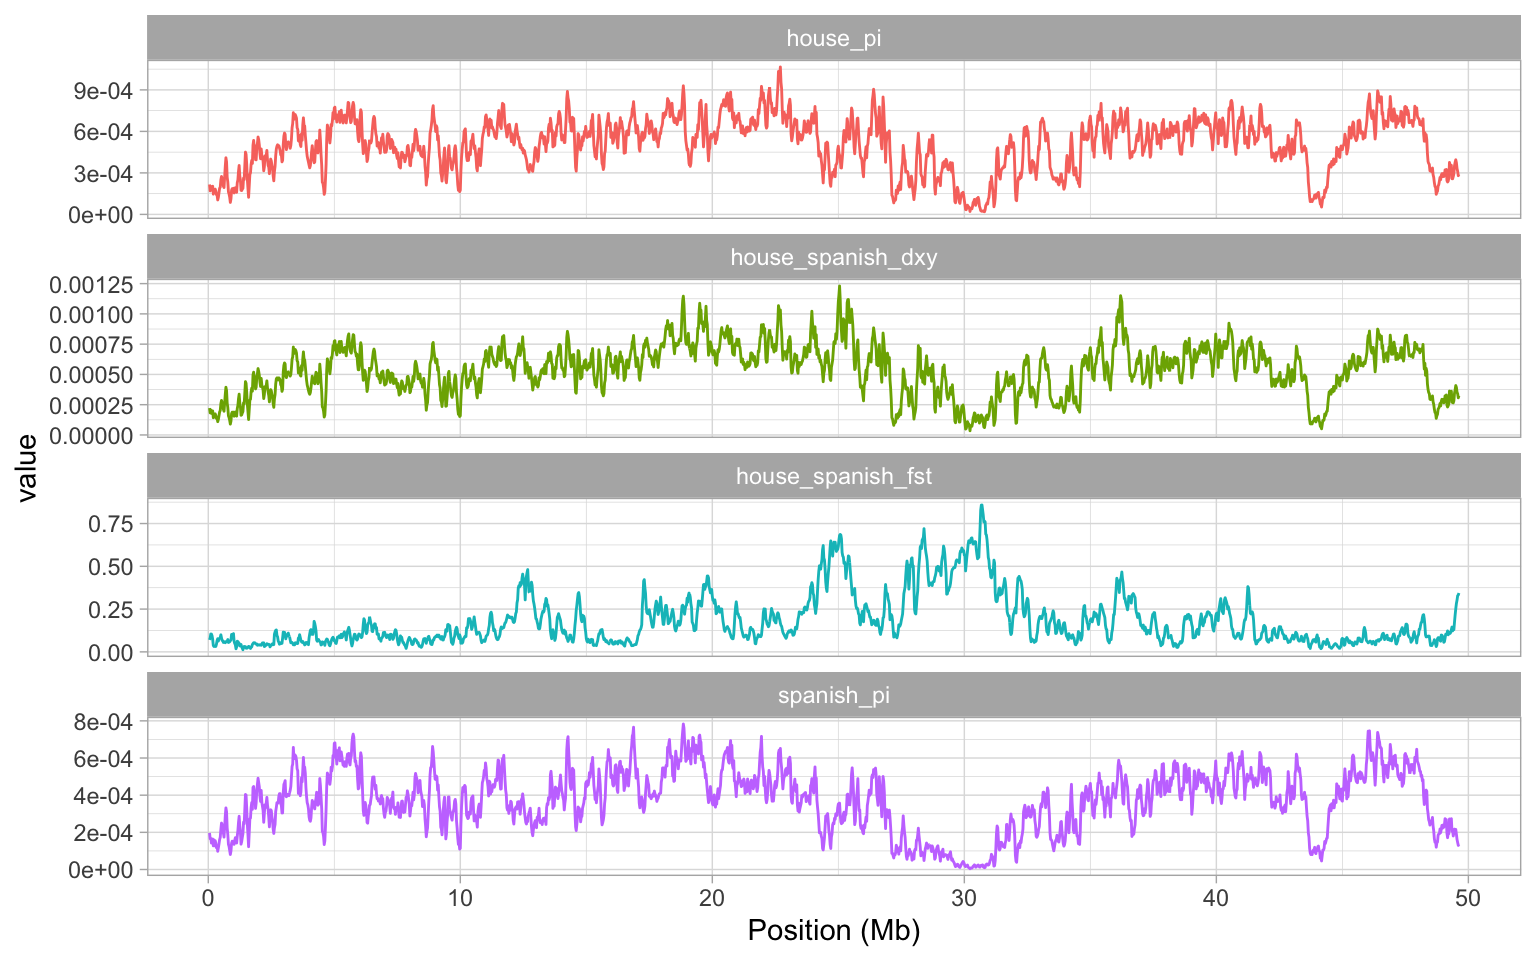 house_pi
9e-04
6e-04
3e-04
0e+00
house_spanish_dxy
0.00125
0.00100
0.00075
0.00050
0.00025
0.00000
value
house_spanish_fst
0.75
0.50
0.25
0.00
spanish_pi
8e-04
6e-04
4e-04
2e-04
0e+00
0 10 20 30 40 50
Position (Mb)